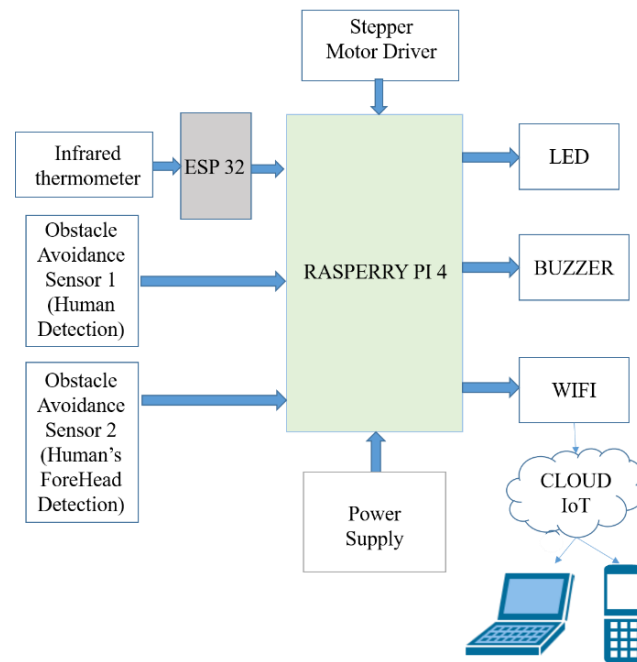 Stepper
Motor Driver
Infrared
thermometer
ESP 32
LED
Obstacle
Avoidance
Sensor 1
(Human
Detection)
RASPERRY PI 4
BUZZER
Obstacle
Avoidance
Sensor 2
(Human's
ForeHead
Detection)
WIFI
Power
Supply
CLOUD
IoT